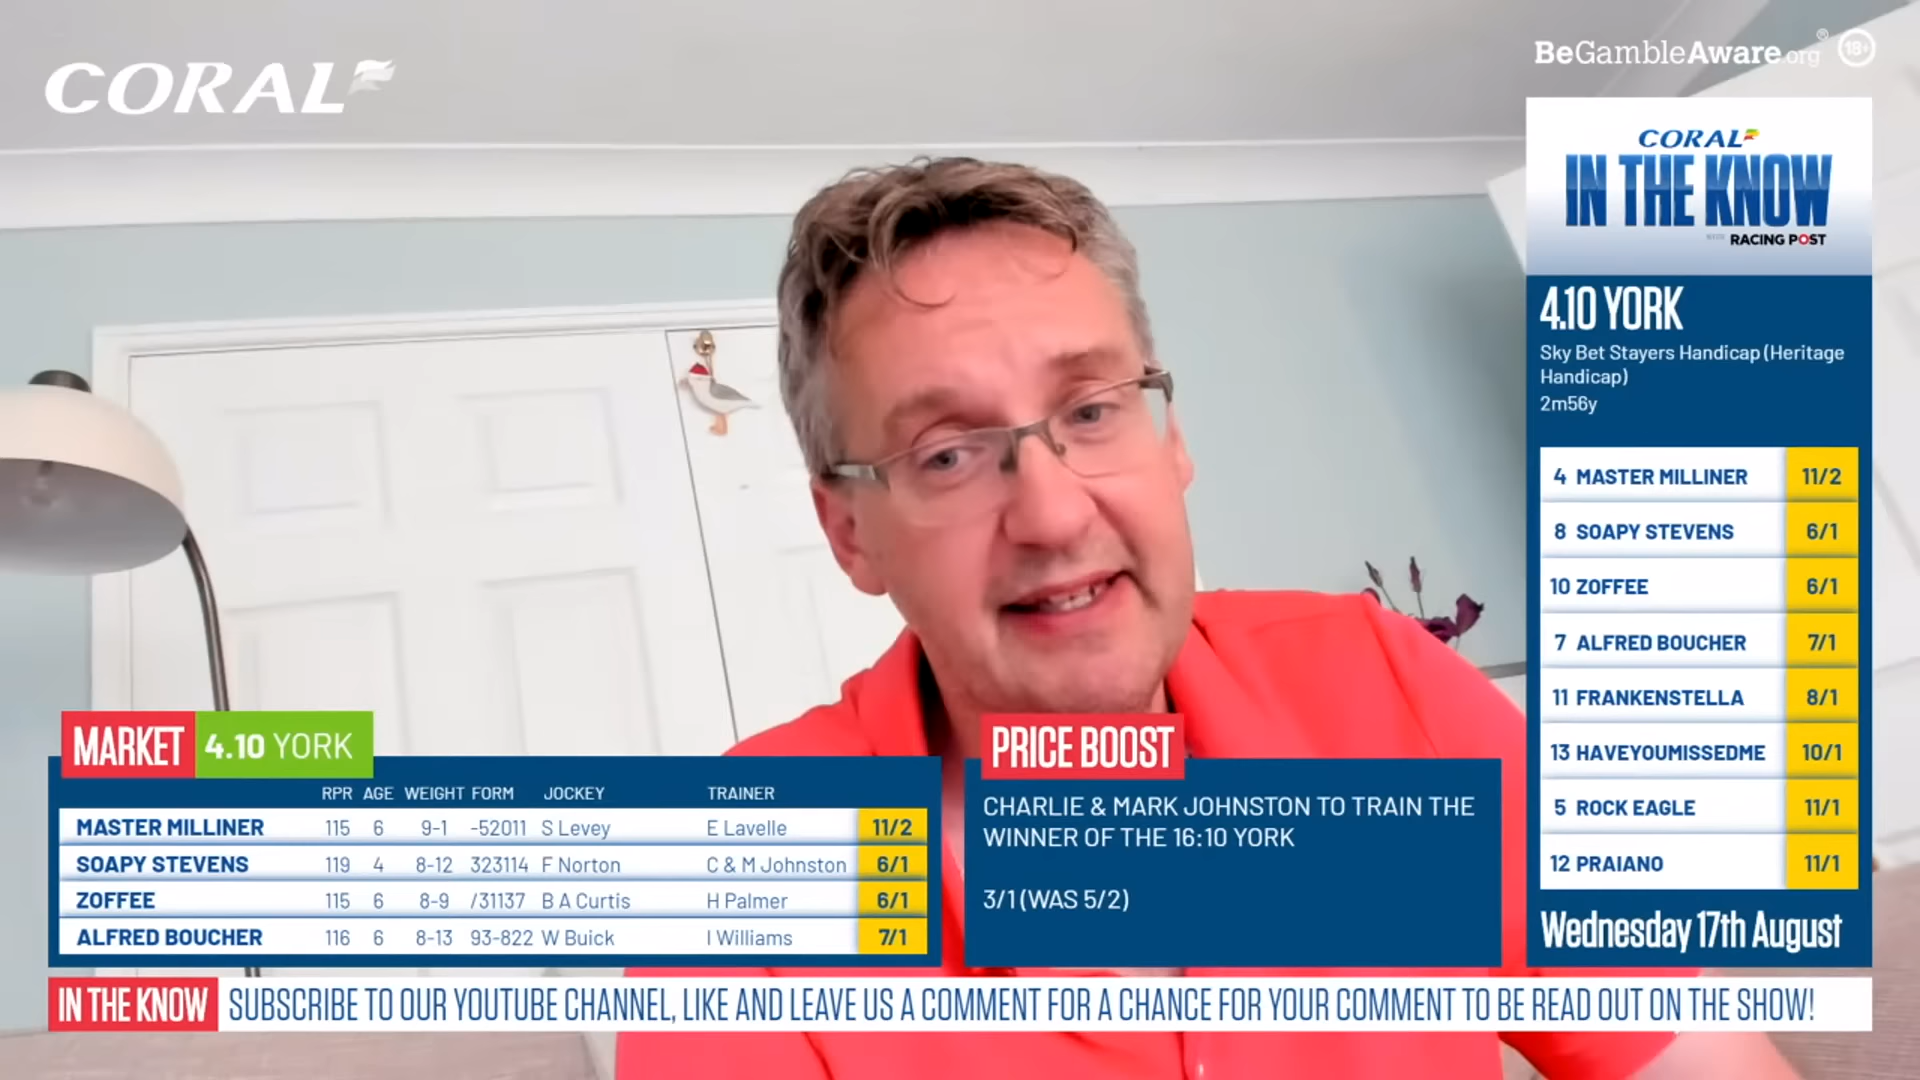 CORAL
BeGambleAware.org® 18+
CORAL
IN THE KNOW
WITH RACING POST
4.10 YORK
Sky Bet Stayers Handicap (Heritage
Handicap)
2m56y
4 MASTER MILLINER 11/2
8 SOAPY STEVENS 6/1
10 ZOFFEE 6/1
7 ALFRED BOUCHER 7/1
11 FRANKENSTELLA 8/1
13 HAVEYOUMISSEDME 10/1
5 ROCK EAGLE 11/1
12 PRAIANO 11/1
Wednesday 17th August
MARKET 4.10 YORK
RPR AGE WEIGHT FORM JOCKEY TRAINER
MASTER MILLINER 115 6 9-1 -52011 S Levey E Lavelle 11/2
SOAPY STEVENS 119 4 8-12 323114 F Norton C & M Johnston 6/1
ZOFFEE 115 6 8-9 /31137 B A Curtis H Palmer 6/1
ALFRED BOUCHER 116 6 8-13 93-822 W Buick I Williams 7/1
PRICE BOOST
CHARLIE & MARK JOHNSTON TO TRAIN THE
WINNER OF THE 16:10 YORK
3/1 (WAS 5/2)
IN THE KNOW SUBSCRIBE TO OUR YOUTUBE CHANNEL, LIKE AND LEAVE US A COMMENT FOR A CHANCE FOR YOUR COMMENT TO BE READ OUT ON THE SHOW!